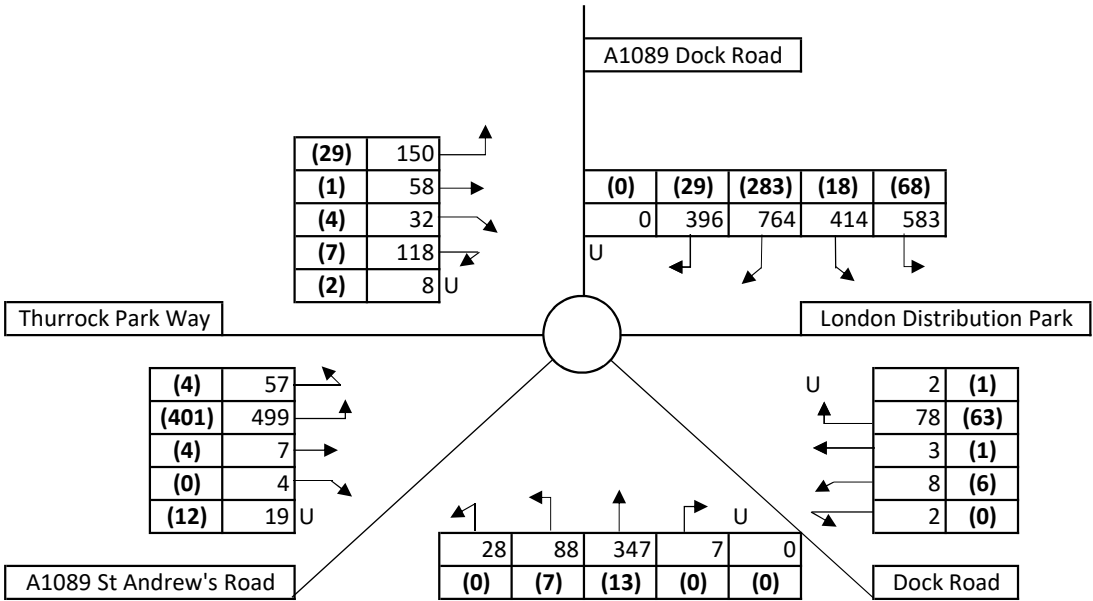 A1089 Dock Road
(29) 150
(1) 58
(4) 32
(7) 118
(2) 8 U
(0) (29) (283) (18) (68)
0 396 764 414 583
U
Thurrock Park Way
London Distribution Park
(4) 57
(401) 499
(4) 7
(0) 4
(12) 19 U
U 2 (1)
78 (63)
3 (1)
8 (6)
2 (0)
U
28 88 347 7 0
(0) (7) (13) (0) (0)
A1089 St Andrew's Road
Dock Road